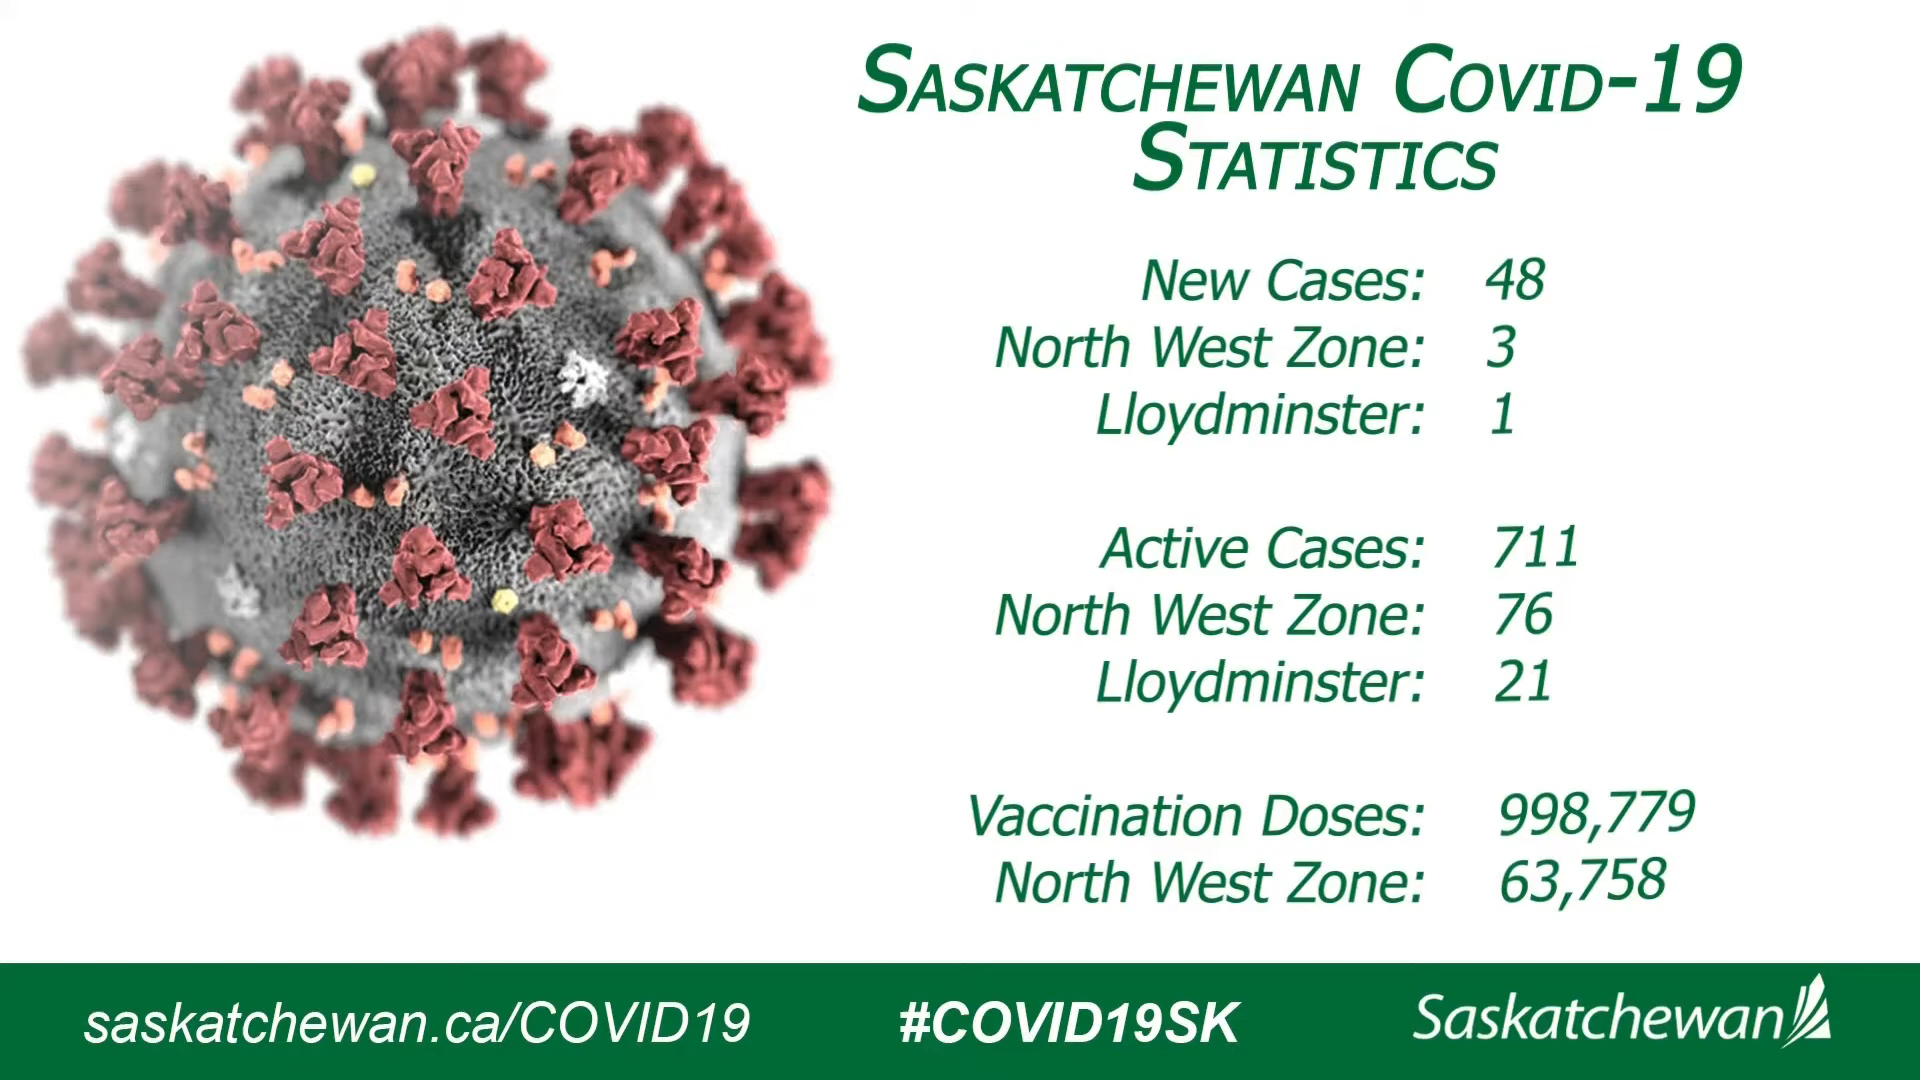 SASKATCHEWAN COVID-19
STATISTICS
New Cases: 48
North West Zone: 3
Lloydminster: 1
Active Cases: 711
North West Zone: 76
Lloydminster: 21
Vaccination Doses: 998,779
North West Zone: 63,758
saskatchewan.ca/COVID19 #COVID19SK Saskatchewan